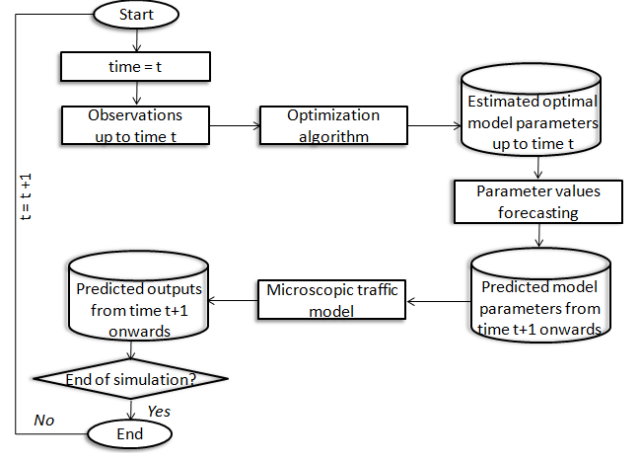 Start
time = t
Observations
up to time t
Optimization
algorithm
Estimated optimal
model parameters
up to time t
Parameter values
forecasting
Predicted model
parameters from
time t+1 onwards
Microscopic traffic
model
Predicted outputs
from time t+1
onwards
End of simulation?
Yes
No
End
t = t +1